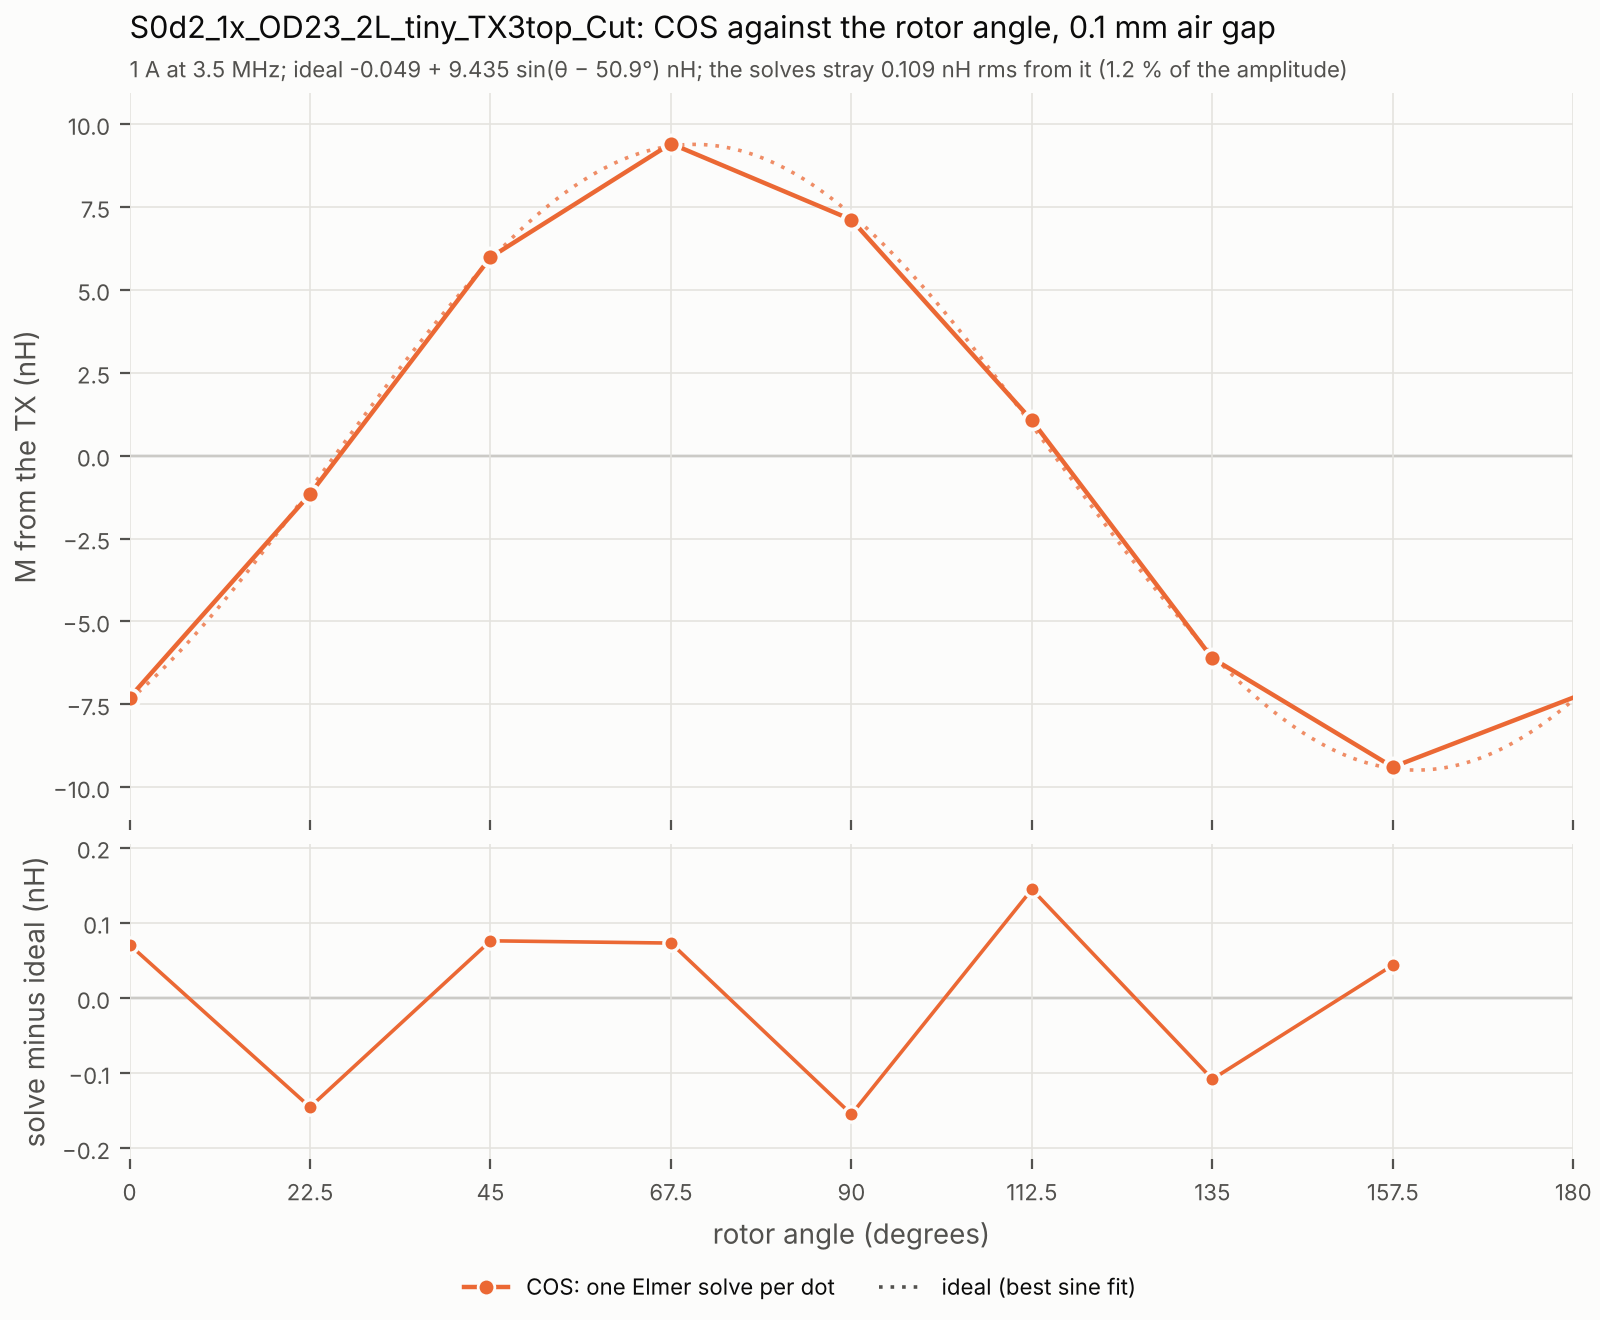 S0d2_1x_OD23_2L_tiny_TX3top_Cut: COS against the rotor angle, 0.1 mm air gap
1 A at 3.5 MHz; ideal -0.049 + 9.435 sin(θ − 50.9°) nH; the solves stray 0.109 nH rms from it (1.2 % of the amplitude)
M from the TX (nH)
10.0
7.5
5.0
2.5
0.0
−2.5
−5.0
−7.5
−10.0
solve minus ideal (nH)
0.2
0.1
0.0
−0.1
−0.2
0 22.5 45 67.5 90 112.5 135 157.5 180
rotor angle (degrees)
COS: one Elmer solve per dot ideal (best sine fit)